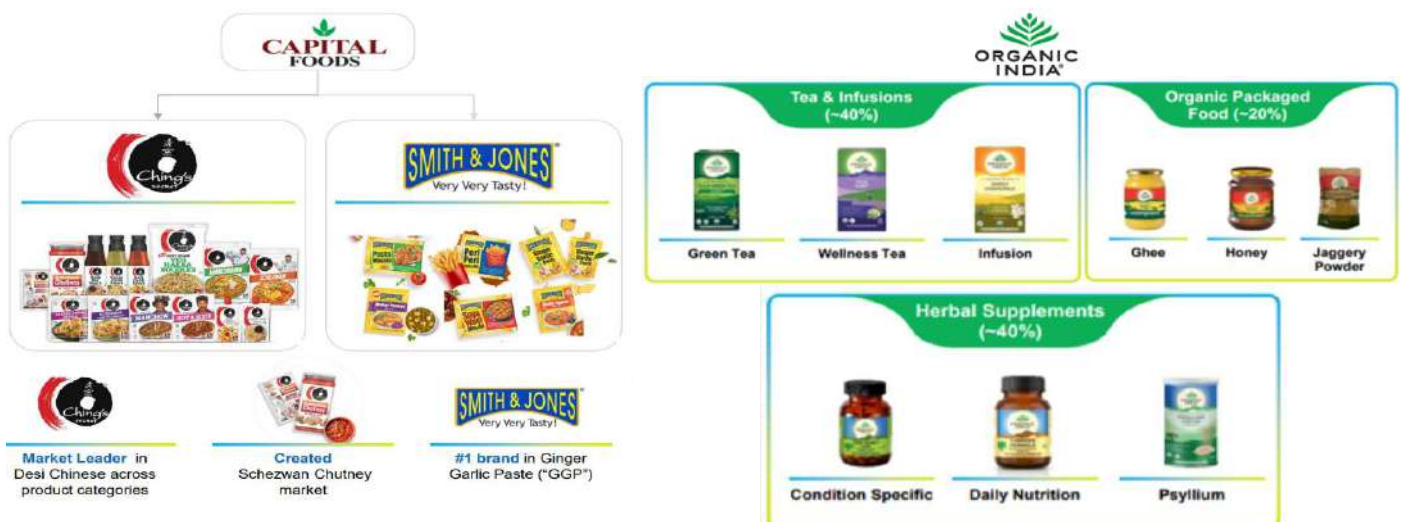 CAPITAL
FOODS
Ching's
SECRET
SMITH & JONES®
Very Very Tasty!
Ching's
SECRET
Market Leader in
Desi Chinese across
product categories
Created
Schezwan Chutney
market
SMITH & JONES®
Very Very Tasty!
#1 brand in Ginger
Garlic Paste ("GGP")
ORGANIC
INDIA®
Tea & Infusions
(~40%)
Green Tea
Wellness Tea
Infusion
Organic Packaged
Food (~20%)
Ghee
Honey
Jaggery
Powder
Herbal Supplements
(~40%)
Condition Specific
Daily Nutrition
Psyllium